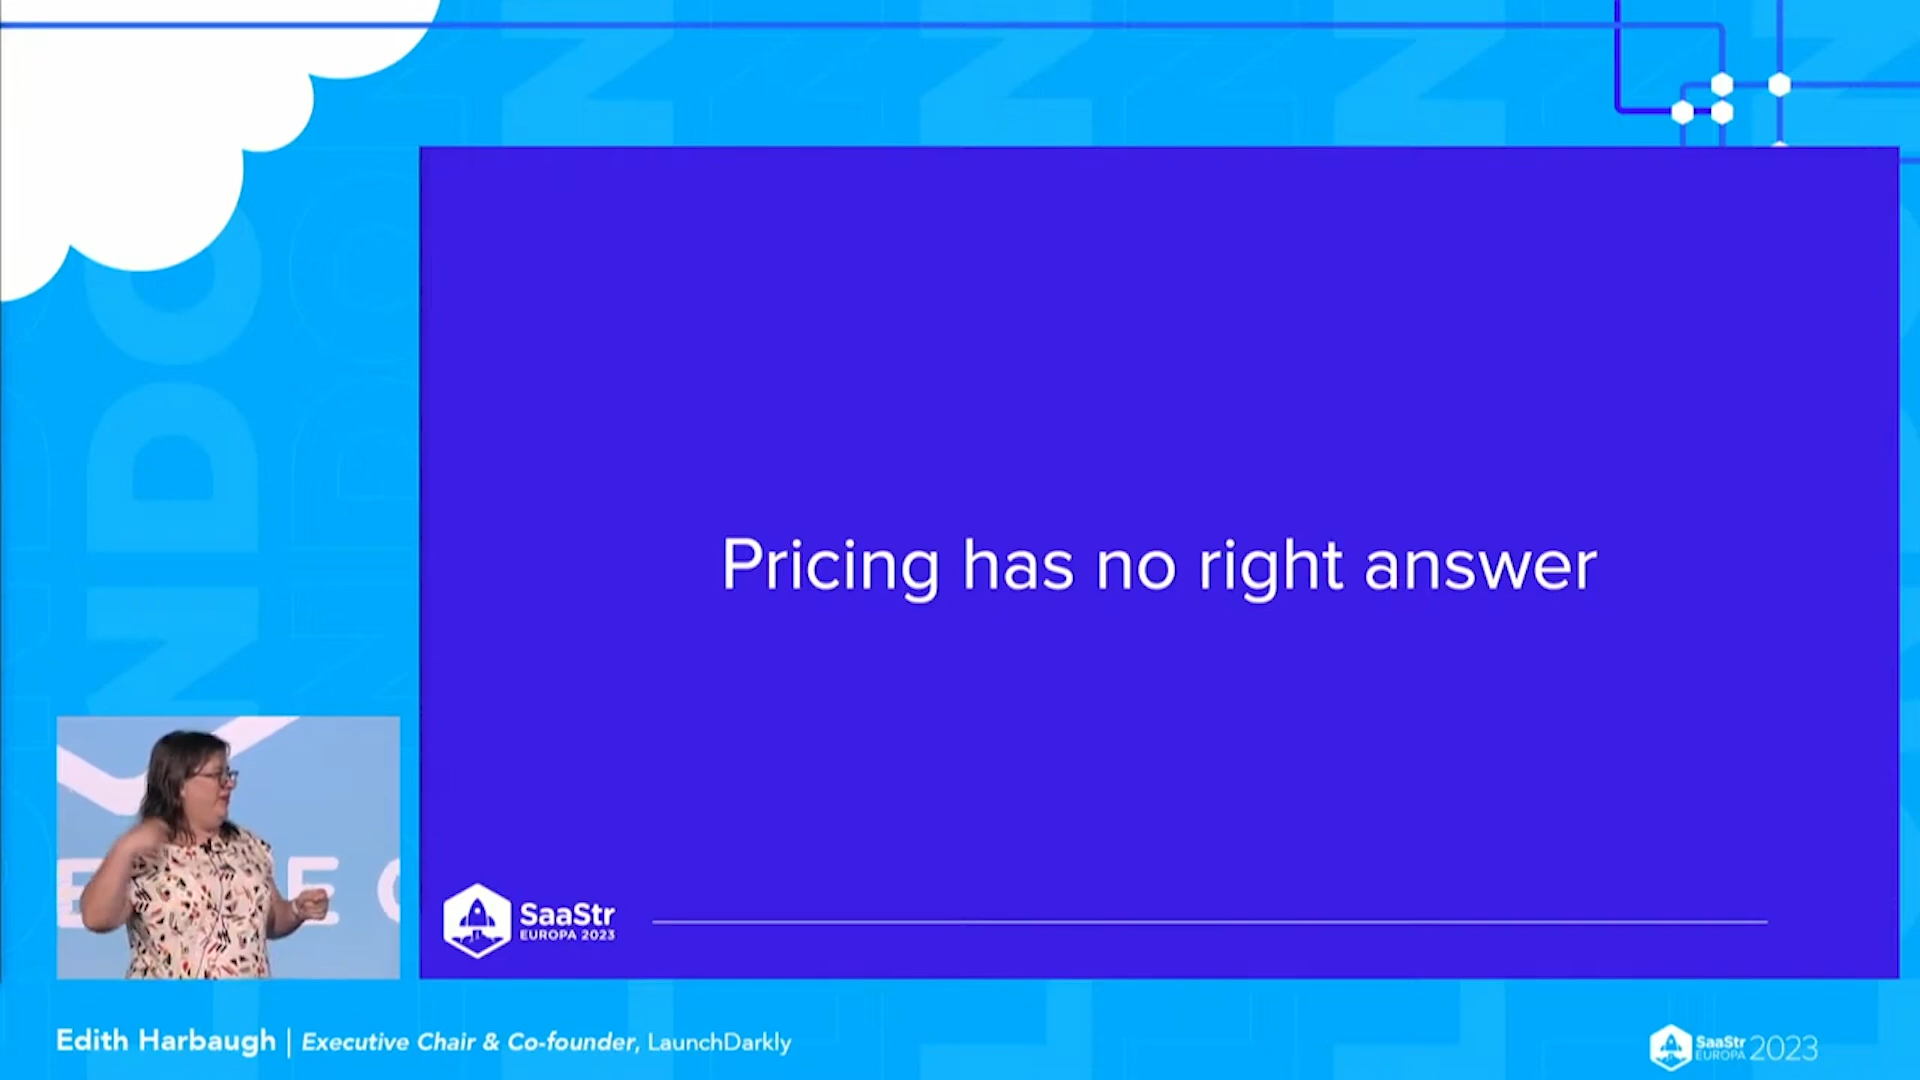 Pricing has no right answer
SaaStr
EUROPA 2023
Edith Harbaugh | Executive Chair & Co-founder, LaunchDarkly
SaaStr
EUROPA 2023